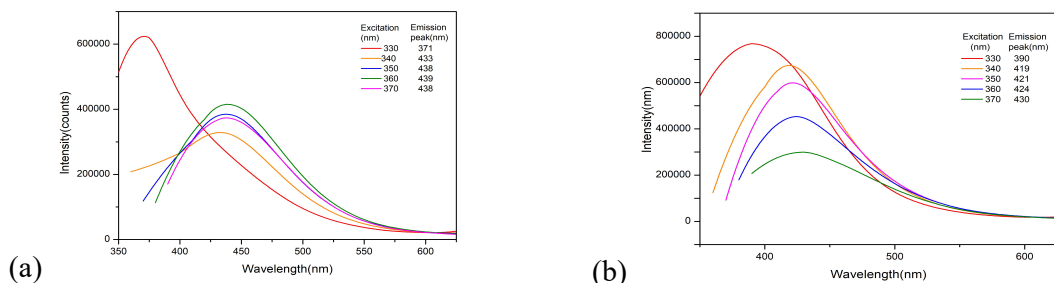 Excitation Emission
(nm) peak(nm)
330 371
340 433
350 438
360 439
370 438
600000
400000
200000
0
Intensity(counts)
350 400 450 500 550 600
Wavelength(nm)
(a)
Excitation Emission
(nm) peak(nm)
330 390
340 419
350 421
360 424
370 430
800000
600000
400000
200000
0
Intensity(nm)
400 500 600
Wavelength(nm)
(b)